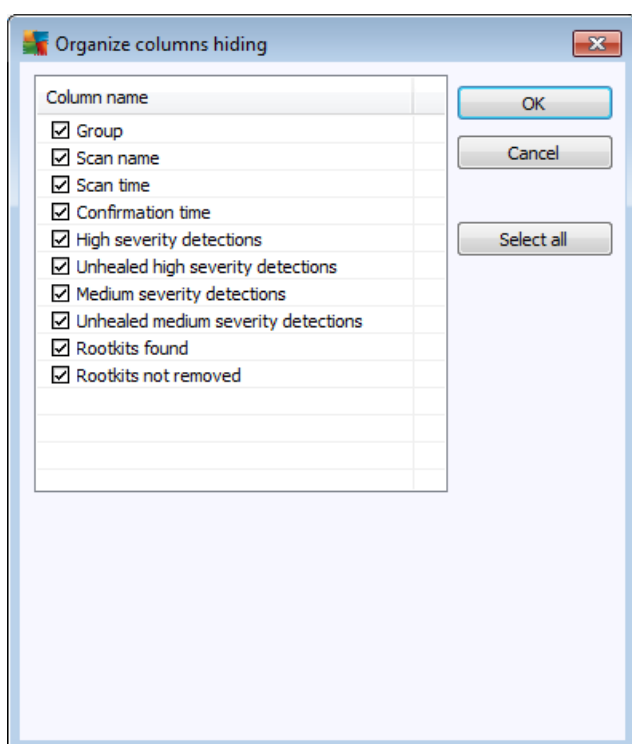 Organize columns hiding
Column name
Group
Scan name
Scan time
Confirmation time
High severity detections
Unhealed high severity detections
Medium severity detections
Unhealed medium severity detections
Rootkits found
Rootkits not removed
OK
Cancel
Select all